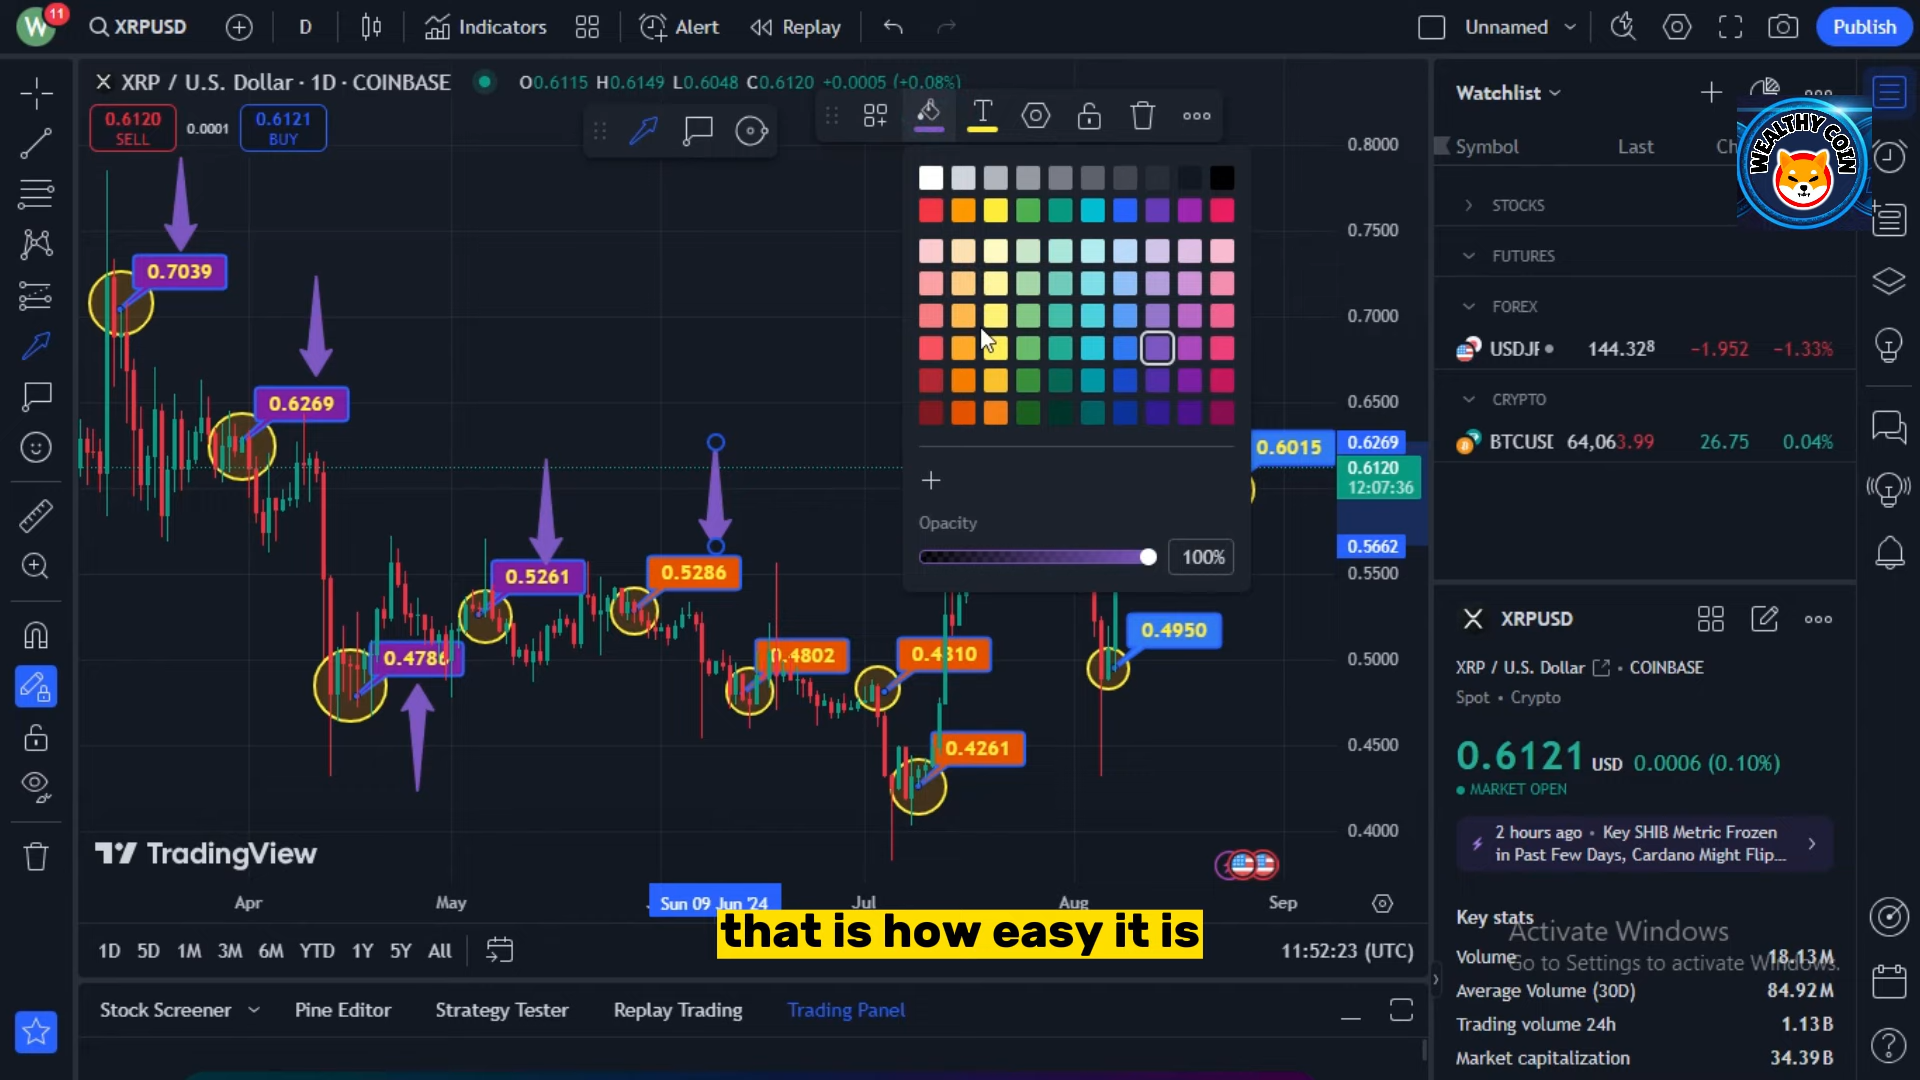 W
11
XRPUSD
D
Indicators
Alert
Replay
Unnamed
Publish
XRP / U.S. Dollar · 1D · COINBASE
O0.6115 H0.6149 L0.6048 C0.6120 +0.0005 (+0.08%)
0.6120
SELL
0.0001
0.6121
BUY
T
0.8000
0.7500
0.7000
0.6500
0.6269
0.6120
12:07:36
0.5662
0.5500
0.5000
0.4500
0.4000
0.7039
0.6269
0.4786
0.5261
0.5286
0.4802
0.4310
0.4261
0.4950
0.6015
Opacity
100%
TradingView
Apr
May
Sun 09 Jun '24
Jul
Aug
Sep
that is how easy it is
1D 5D 1M 3M 6M YTD 1Y 5Y All
11:52:23 (UTC)
Stock Screener
Pine Editor
Strategy Tester
Replay Trading
Trading Panel
Watchlist
WEALTHY COIN
Symbol
Last
STOCKS
FUTURES
FOREX
144.328
−1.952
−1.33%
CRYPTO
64,063.99
26.75
0.04%
XRPUSD
XRP / U.S. Dollar • COINBASE
Spot • Crypto
0.6121 USD 0.0006 (0.10%)
MARKET OPEN
2 hours ago • Key SHIB Metric Frozen
in Past Few Days, Cardano Might Flip...
Key stats
Activate Windows
Go to Settings to activate Windows.
Volume
18.13M
Average Volume (30D)
84.92M
Trading volume 24h
1.13B
Market capitalization
34.39B